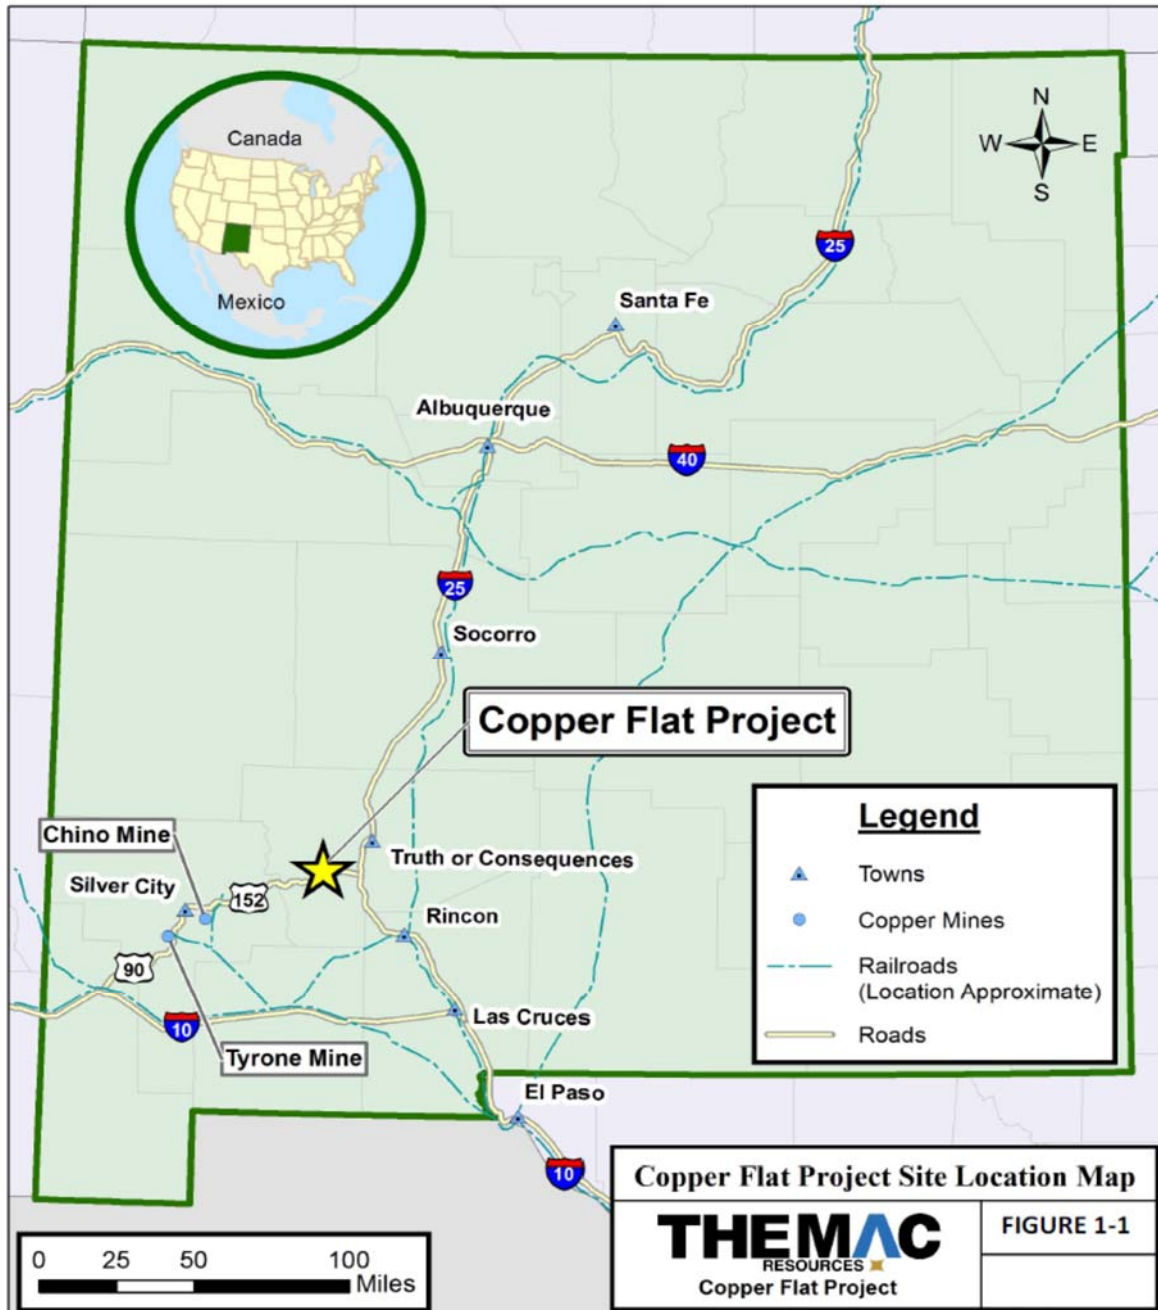 Canada
Mexico
N
W E
S
25
Santa Fe
Albuquerque
40
25
Socorro
Copper Flat Project
Chino Mine
Silver City
152
Truth or Consequences
Rincon
90
10
Las Cruces
Tyrone Mine
El Paso
10
Legend
Towns
Copper Mines
Railroads
(Location Approximate)
Roads
0 25 50 100
Miles
Copper Flat Project Site Location Map
THEMAC
RESOURCES
Copper Flat Project
FIGURE 1-1